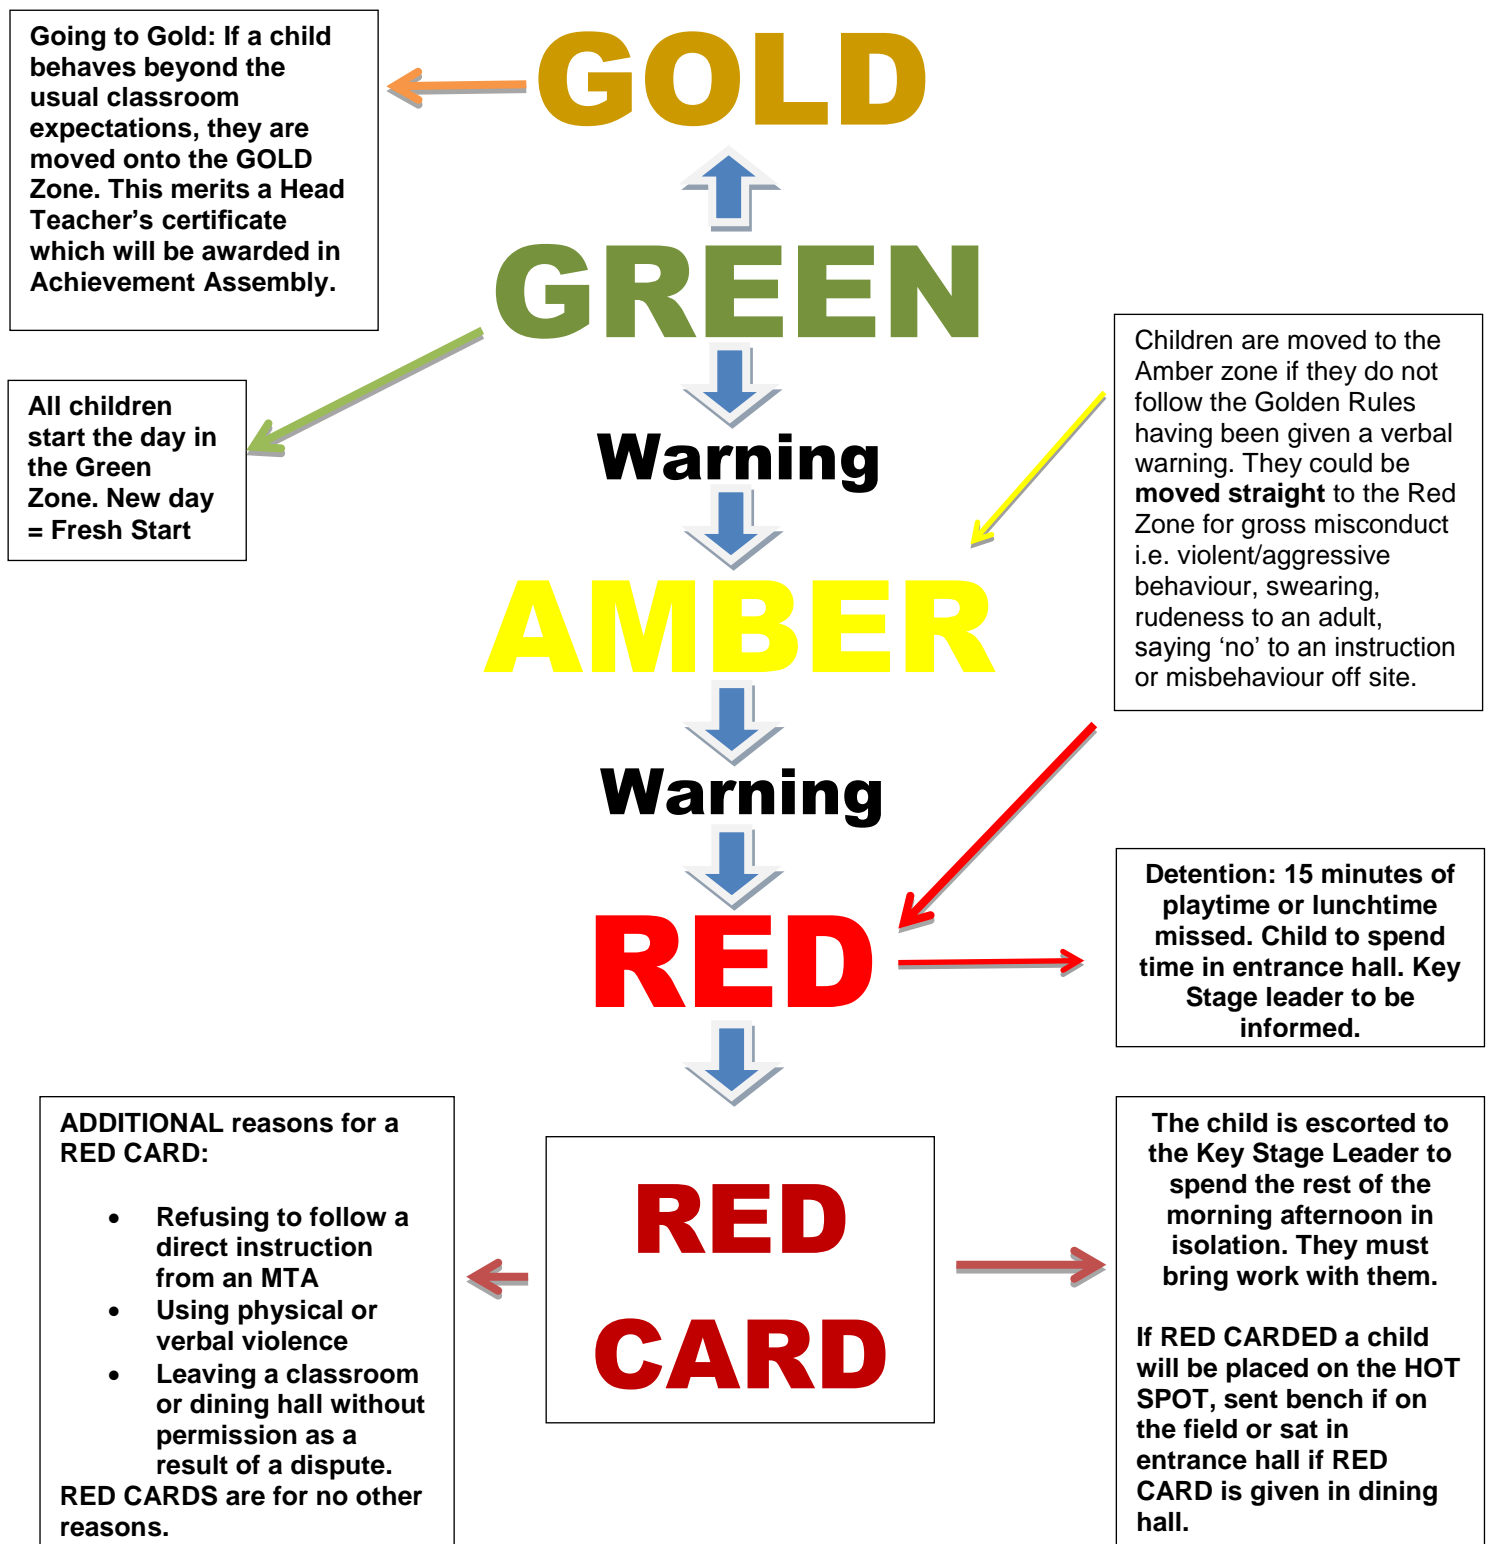 Going to Gold: If a child
behaves beyond the
usual classroom
expectations, they are
moved onto the GOLD
Zone. This merits a Head
Teacher’s certificate
which will be awarded in
Achievement Assembly.
GOLD
GREEN
All children
start the day in
the Green
Zone. New day
= Fresh Start
Warning
Children are moved to the
Amber zone if they do not
follow the Golden Rules
having been given a verbal
warning. They could be
moved straight to the Red
Zone for gross misconduct
i.e. violent/aggressive
behaviour, swearing,
rudeness to an adult,
saying ‘no’ to an instruction
or misbehaviour off site.
AMBER
Warning
RED
Detention: 15 minutes of
playtime or lunchtime
missed. Child to spend
time in entrance hall. Key
Stage leader to be
informed.
ADDITIONAL reasons for a
RED CARD:
• Refusing to follow a
direct instruction
from an MTA
• Using physical or
verbal violence
• Leaving a classroom
or dining hall without
permission as a
result of a dispute.
RED CARDS are for no other
reasons.
RED
CARD
The child is escorted to
the Key Stage Leader to
spend the rest of the
morning afternoon in
isolation. They must
bring work with them.
If RED CARDED a child
will be placed on the HOT
SPOT, sent bench if on
the field or sat in
entrance hall if RED
CARD is given in dining
hall.